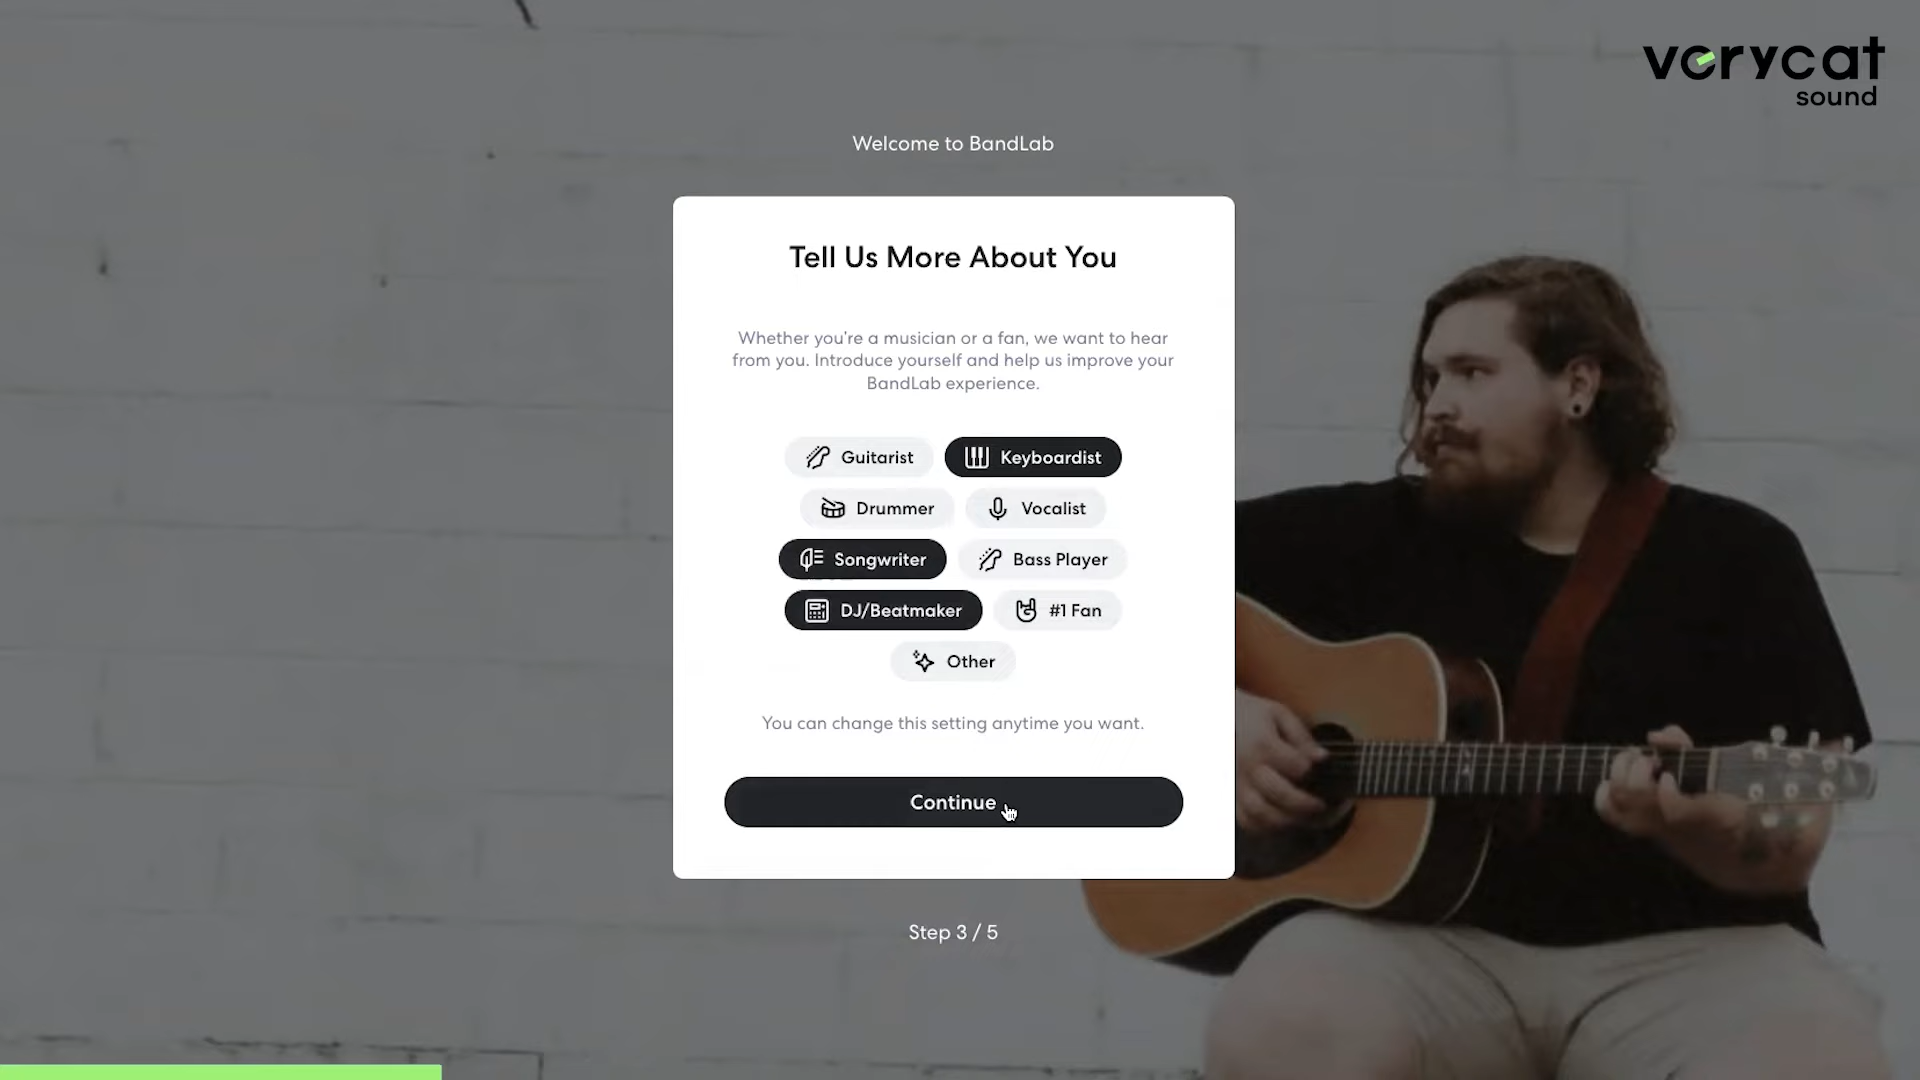 verycat
sound
Welcome to BandLab
Tell Us More About You
Whether you're a musician or a fan, we want to hear
from you. Introduce yourself and help us improve your
BandLab experience.
Guitarist
Keyboardist
Drummer
Vocalist
Songwriter
Bass Player
DJ/Beatmaker
#1 Fan
Other
You can change this setting anytime you want.
Continue
Step 3 / 5